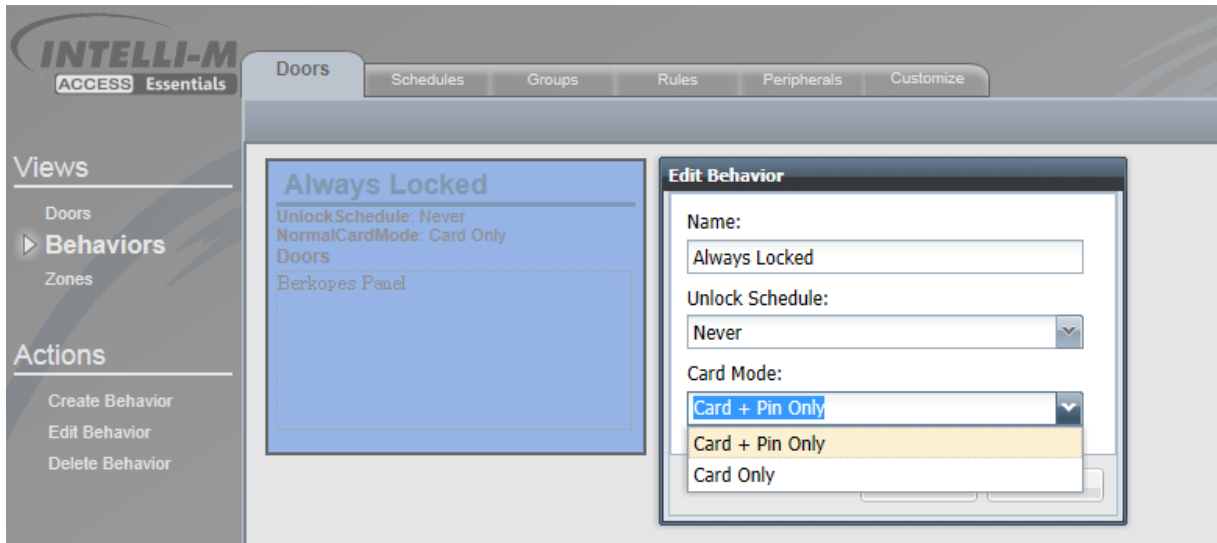 INTELLI-M
ACCESS Essentials
Doors
Schedules
Groups
Rules
Peripherals
Customize
Views
Doors
Behaviors
Zones
Actions
Create Behavior
Edit Behavior
Delete Behavior
Always Locked
UnlockSchedule: Never
NormalCardMode: Card Only
Doors
Berkopes Panel
Edit Behavior
Name:
Always Locked
Unlock Schedule:
Never
Card Mode:
Card + Pin Only
Card + Pin Only
Card Only